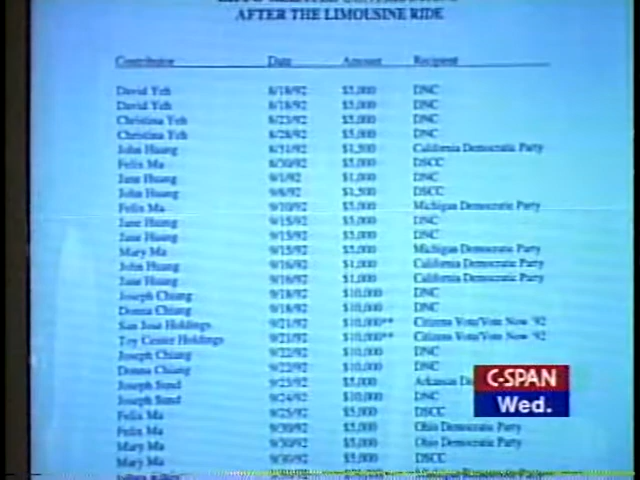 AFTER THE LIMOUSINE RIDE
Contributor Date Amount Recipient
David Yeh 8/18/92 $5,000 DNC
David Yeh 8/18/92 $5,000 DNC
Christina Yeh 8/23/92 $5,000 DNC
Christina Yeh 8/28/92 $5,000 DNC
John Huang 8/31/92 $1,500 California Democratic Party
Felix Ma 8/30/92 $5,000 DSCC
Jane Huang 9/1/92 $1,000 DNC
John Huang 9/8/92 $1,500 DSCC
Felix Ma 9/10/92 $5,000 Michigan Democratic Party
Jane Huang 9/15/92 $5,000 DNC
Jane Huang 9/15/92 $5,000 DNC
Mary Ma 9/15/92 $5,000 Michigan Democratic Party
John Huang 9/16/92 $1,000 California Democratic Party
Jane Huang 9/16/92 $1,000 California Democratic Party
Joseph Chiang 9/18/92 $10,000 DNC
Donna Chiang 9/18/92 $10,000 DNC
San Jose Holdings 9/21/92 $10,000** Citizens Vote/Vote Now '92
Toy Center Holdings 9/21/92 $10,000** Citizens Vote/Vote Now '92
Joseph Chiang 9/22/92 $10,000 DNC
Donna Chiang 9/22/92 $10,000 DNC
Joseph Sund 9/23/92 $5,000 Arkansas
Joseph Sund 9/24/92 $10,000 DNC
Felix Ma 9/25/92 $5,000 DSCC
Felix Ma 9/30/92 $5,000 Ohio Democratic Party
Mary Ma 9/30/92 $5,000 Ohio Democratic Party
Mary Ma 9/30/92 $5,000 DSCC
C-SPAN
Wed.